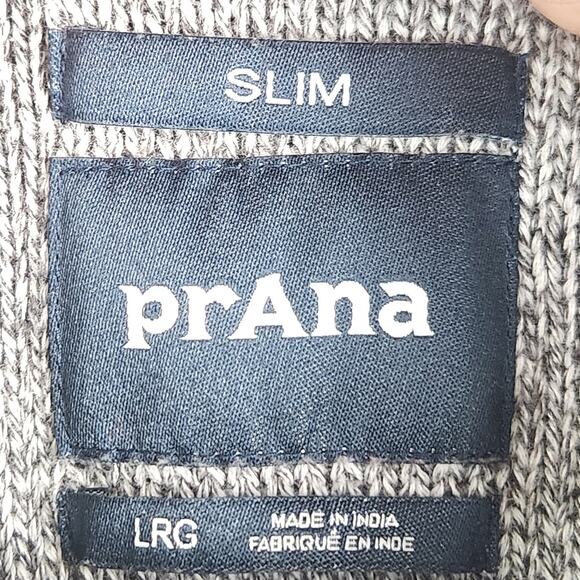 SLIM
prAna
LRG
MADE IN INDIA
FABRIQUÉ EN INDE